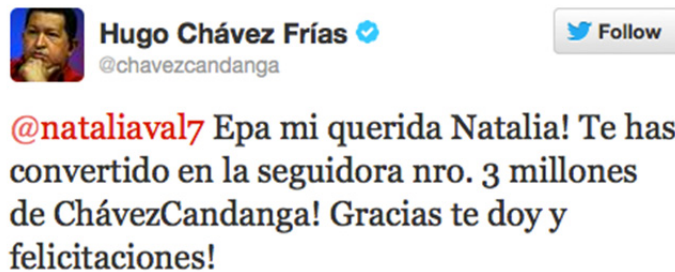 Hugo Chávez Frías
@chavezcandanga
Follow
@nataliaval7 Epa mi querida Natalia! Te has
convertido en la seguidora nro. 3 millones
de ChávezCandanga! Gracias te doy y
felicitaciones!